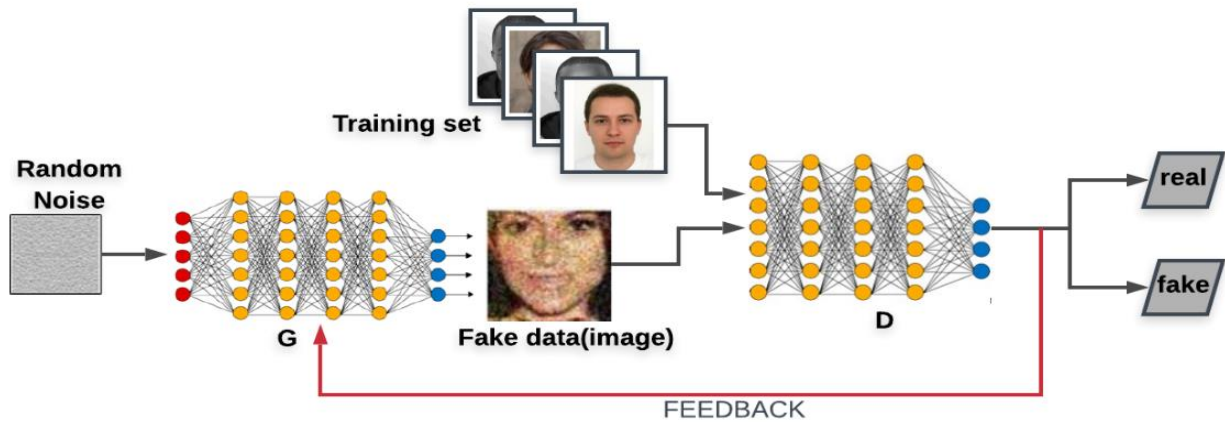 Training set
Random
Noise
real
fake
G
Fake data(image)
D
FEEDBACK